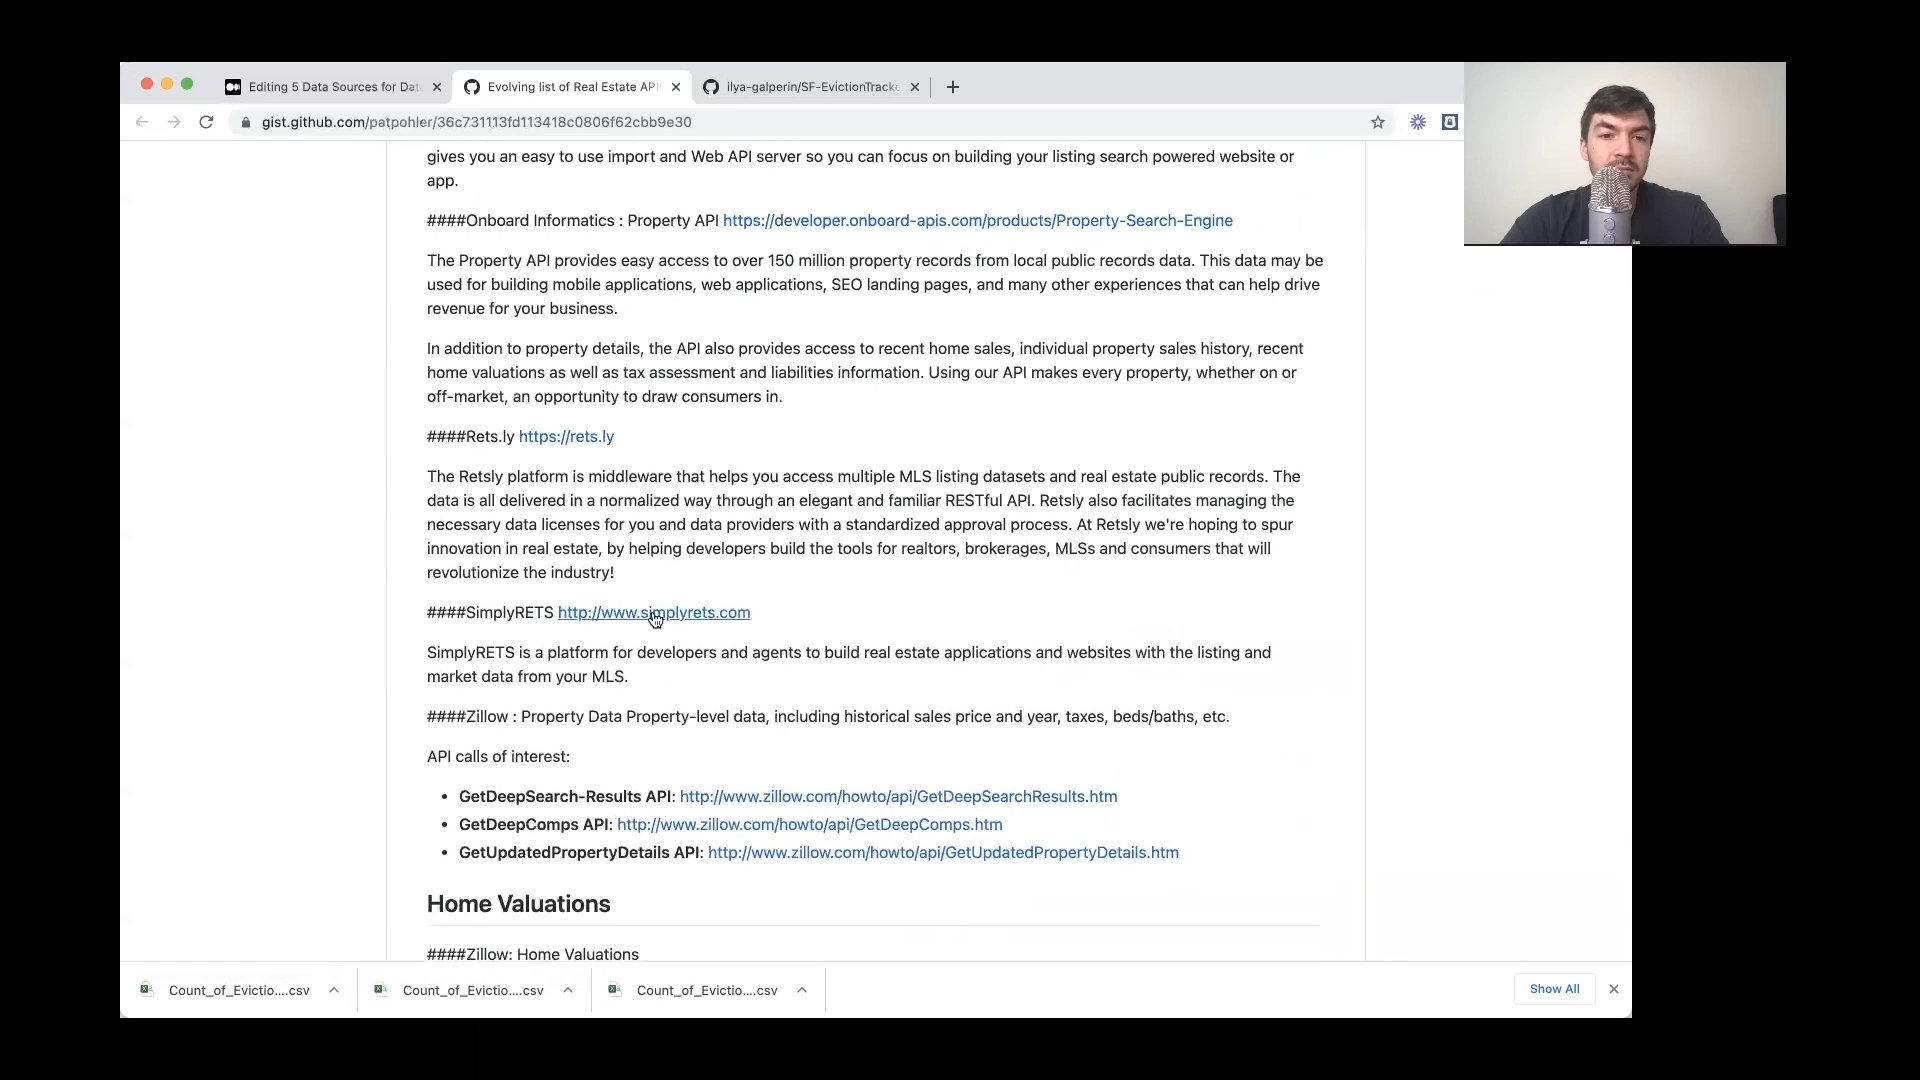 Editing 5 Data Sources for Dat
Evolving list of Real Estate API
ilya-galperin/SF-EvictionTracke
gist.github.com/patpohler/36c731113fd113418c0806f62cbb9e30
gives you an easy to use import and Web API server so you can focus on building your listing search powered website or
app.
####Onboard Informatics : Property API https://developer.onboard-apis.com/products/Property-Search-Engine
The Property API provides easy access to over 150 million property records from local public records data. This data may be
used for building mobile applications, web applications, SEO landing pages, and many other experiences that can help drive
revenue for your business.
In addition to property details, the API also provides access to recent home sales, individual property sales history, recent
home valuations as well as tax assessment and liabilities information. Using our API makes every property, whether on or
off-market, an opportunity to draw consumers in.
####Rets.ly https://rets.ly
The Retsly platform is middleware that helps you access multiple MLS listing datasets and real estate public records. The
data is all delivered in a normalized way through an elegant and familiar RESTful API. Retsly also facilitates managing the
necessary data licenses for you and data providers with a standardized approval process. At Retsly we're hoping to spur
innovation in real estate, by helping developers build the tools for realtors, brokerages, MLSs and consumers that will
revolutionize the industry!
####SimplyRETS http://www.simplyrets.com
SimplyRETS is a platform for developers and agents to build real estate applications and websites with the listing and
market data from your MLS.
####Zillow : Property Data Property-level data, including historical sales price and year, taxes, beds/baths, etc.
API calls of interest:
• GetDeepSearch-Results API: http://www.zillow.com/howto/api/GetDeepSearchResults.htm
• GetDeepComps API: http://www.zillow.com/howto/api/GetDeepComps.htm
• GetUpdatedPropertyDetails API: http://www.zillow.com/howto/api/GetUpdatedPropertyDetails.htm
Home Valuations
####Zillow: Home Valuations
Count_of_Evictio....csv
Count_of_Evictio....csv
Count_of_Evictio....csv
Show All